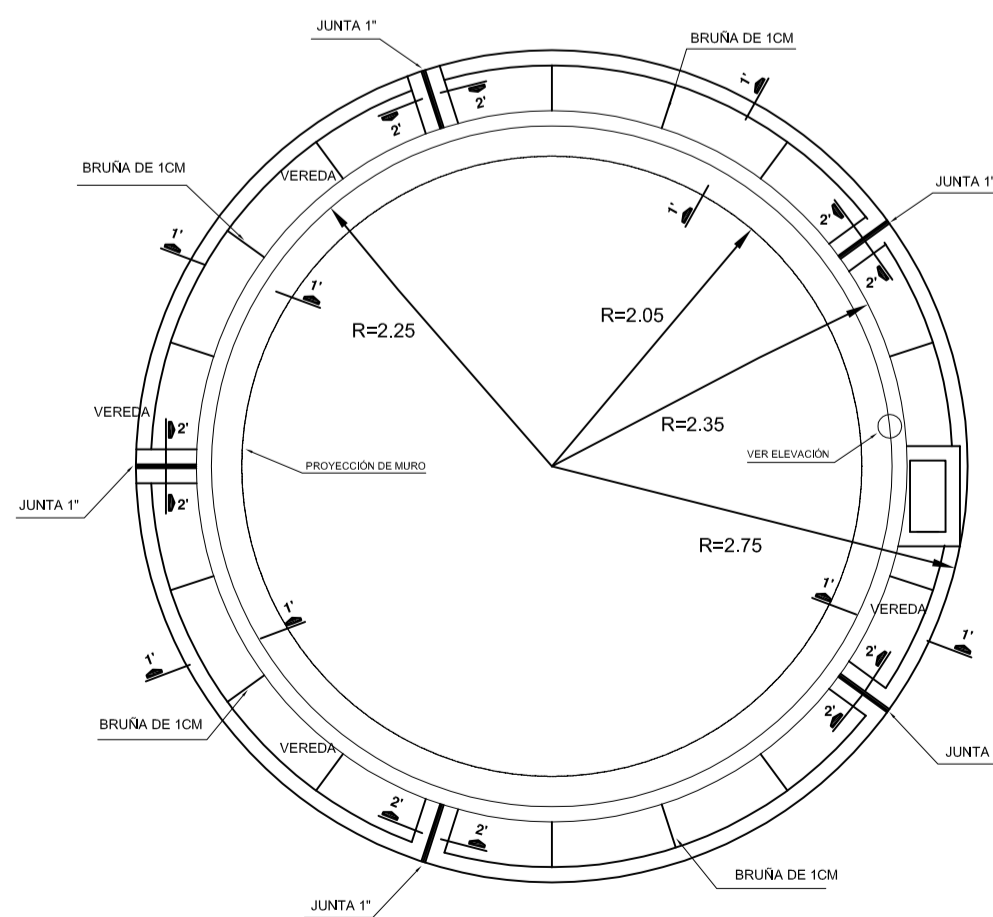 JUNTA 1"
BRUÑA DE 1CM
1'
2'
2'
2'
BRUÑA DE 1CM
VEREDA
JUNTA 1"
1'
2'
1'
2'
1'
R=2.25
R=2.05
VEREDA
2'
R=2.35
VER ELEVACIÓN
PROYECCIÓN DE MURO
2'
JUNTA 1"
R=2.75
1'
1'
VEREDA
1'
1'
2'
2'
BRUÑA DE 1CM
VEREDA
JUNTA
2'
2'
BRUÑA DE 1CM
JUNTA 1"